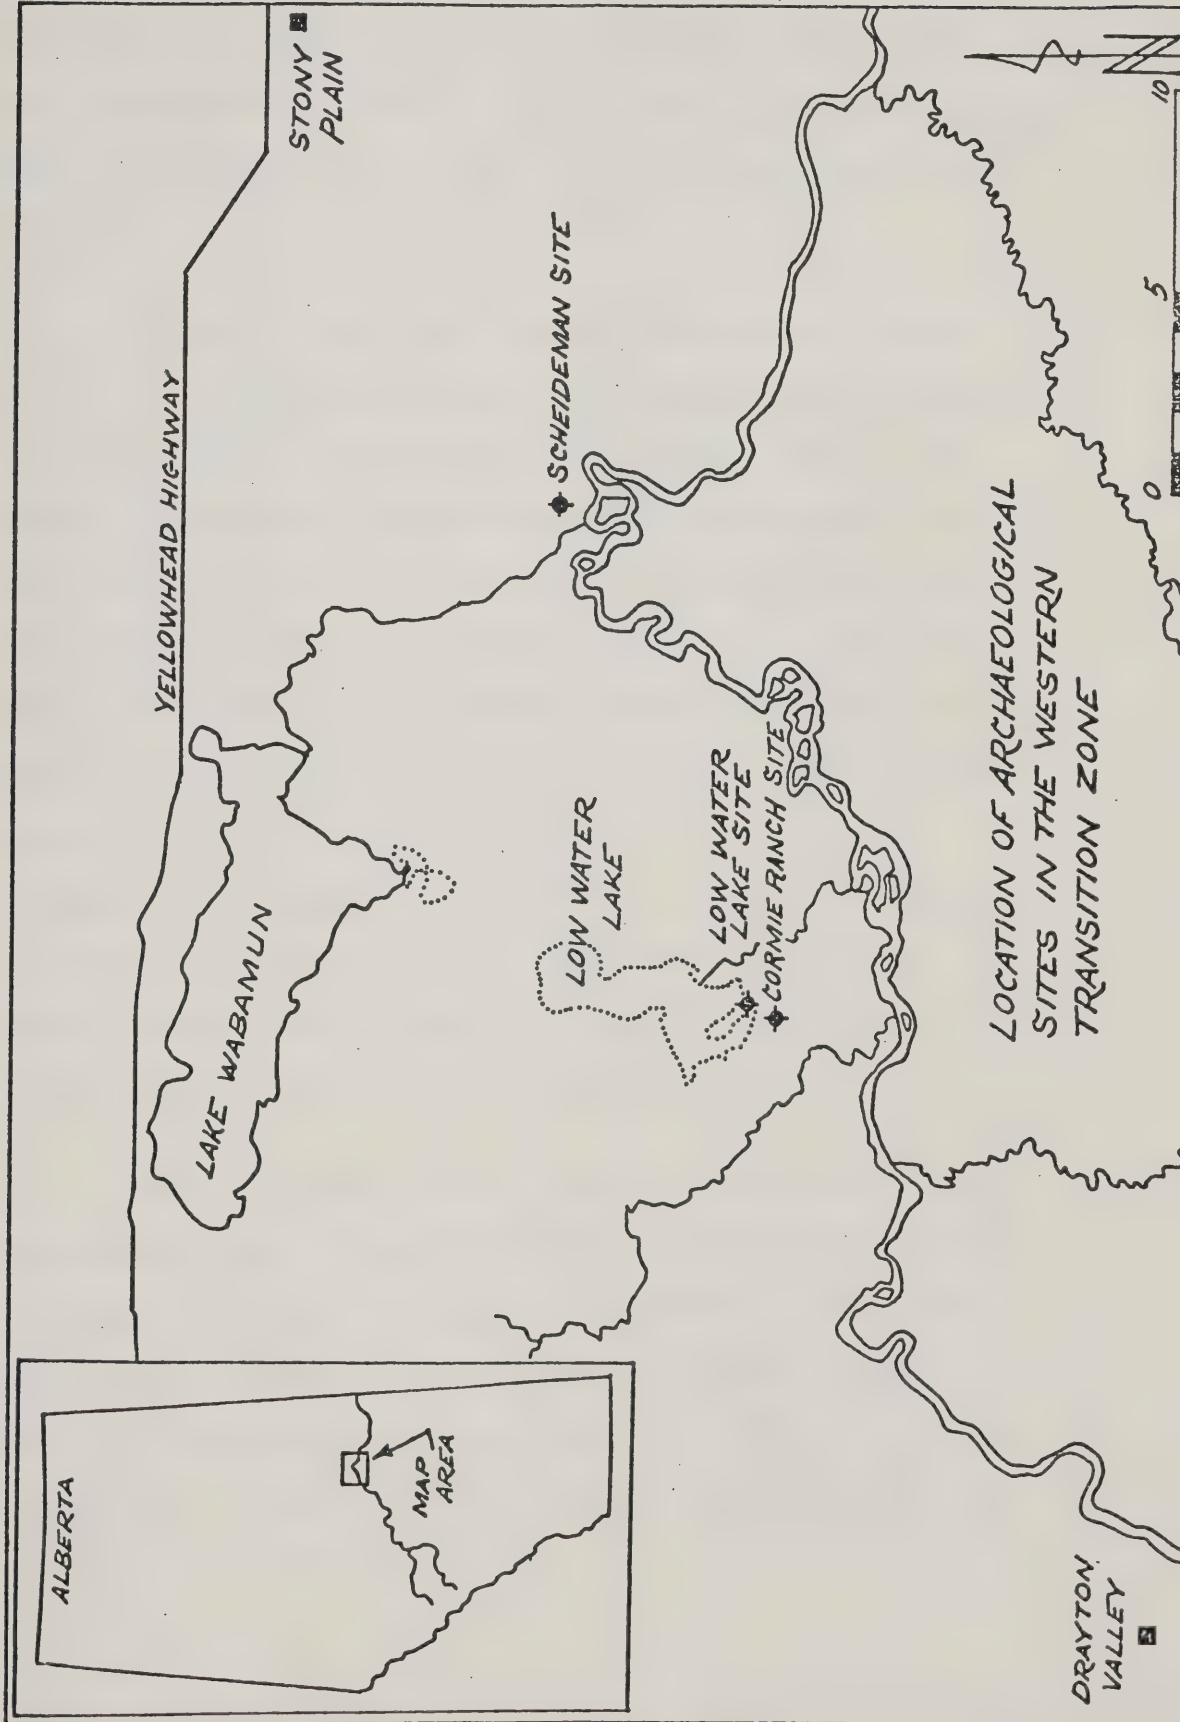 ALBERTA
MAP
AREA
YELLOWHEAD HIGHWAY
STONY
PLAIN
LAKE WABAMUN
SCHEIDEMAN SITE
LOW WATER
LAKE
LOW WATER
LAKE SITE
CORMIE RANCH SITE
LOCATION OF ARCHAEOLOGICAL
SITES IN THE WESTERN
TRANSITION ZONE
DRAYTON
VALLEY
0 5 10
N